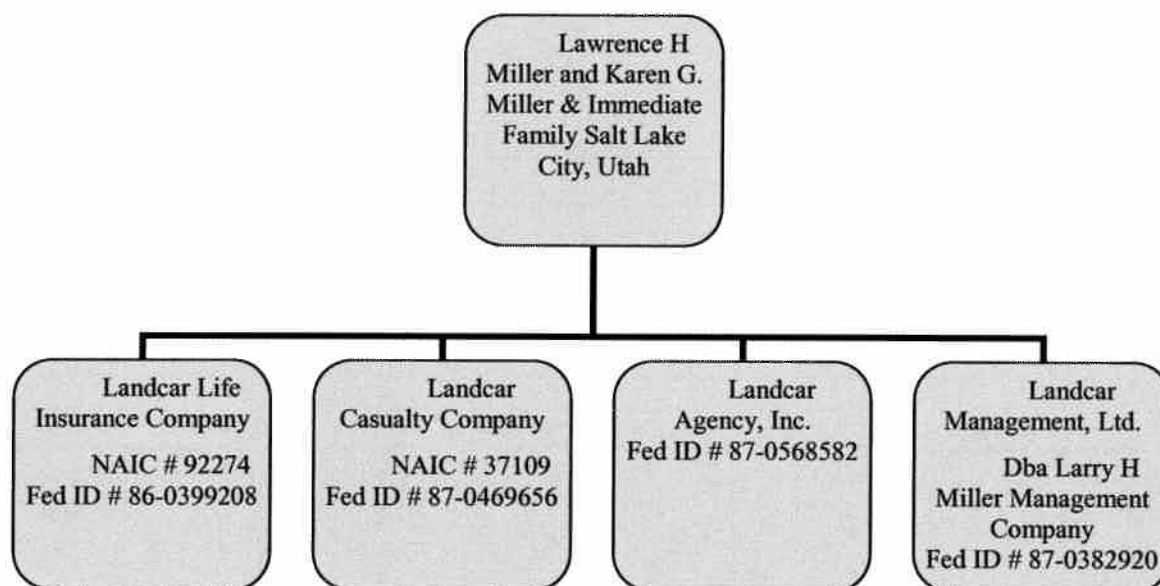 Lawrence H
Miller and Karen G.
Miller & Immediate
Family Salt Lake
City, Utah
Landcar Life
Insurance Company
NAIC # 92274
Fed ID # 86-0399208
Landcar
Casualty Company
NAIC # 37109
Fed ID # 87-0469656
Landcar
Agency, Inc.
Fed ID # 87-0568582
Landcar
Management, Ltd.
Dba Larry H
Miller Management
Company
Fed ID # 87-0382920